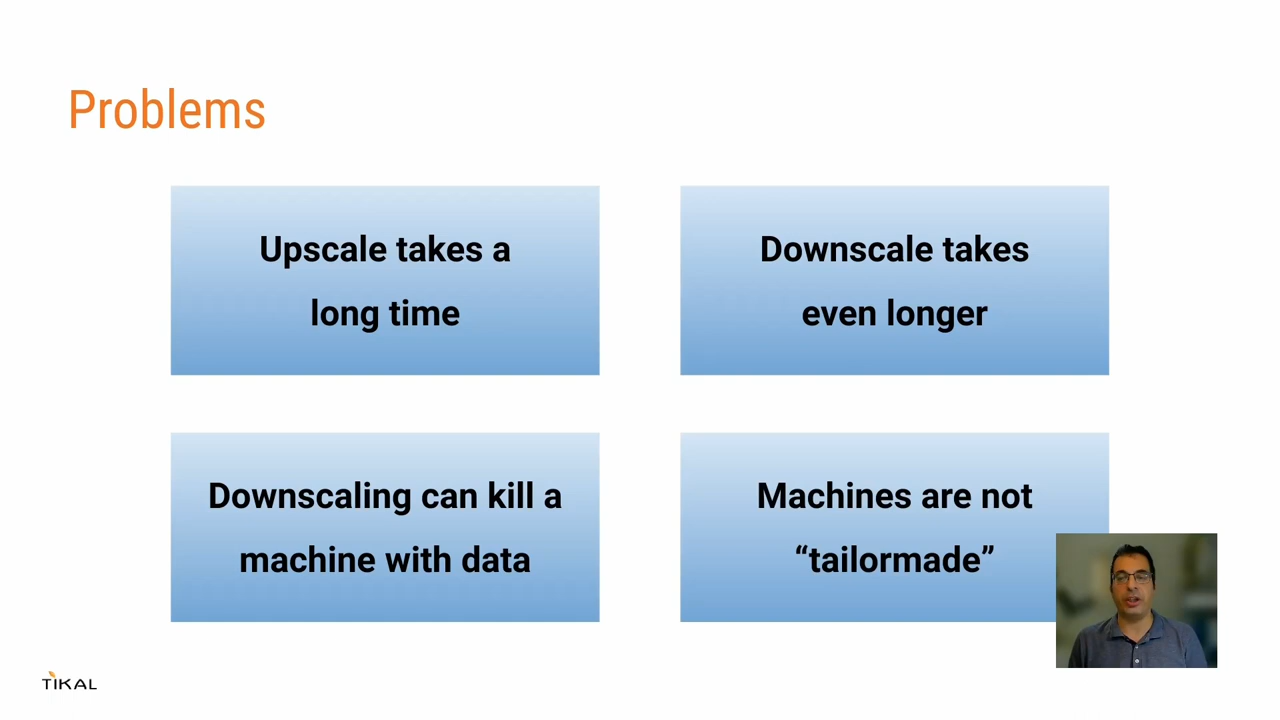 Problems
Upscale takes a
long time
Downscale takes
even longer
Downscaling can kill a
machine with data
Machines are not
“tailormade”
TIKAL